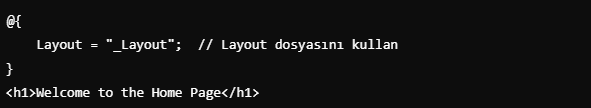 @{
    Layout = "_Layout";  // Layout dosyasını kullan
}
<h1>Welcome to the Home Page</h1>